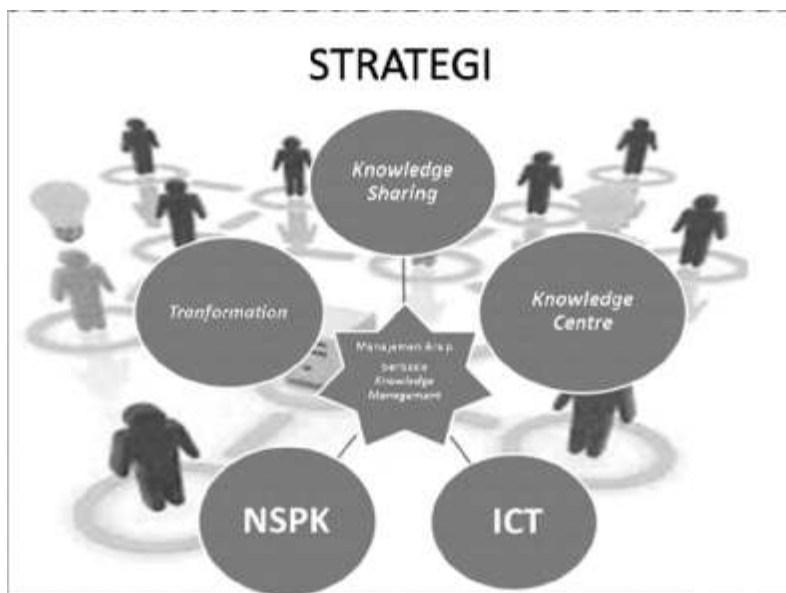 STRATEGI
Knowledge
Sharing
Tranformation
Knowledge
Centre
Manajemen Arsip
berbasis
Knowledge
Management
NSPK
ICT